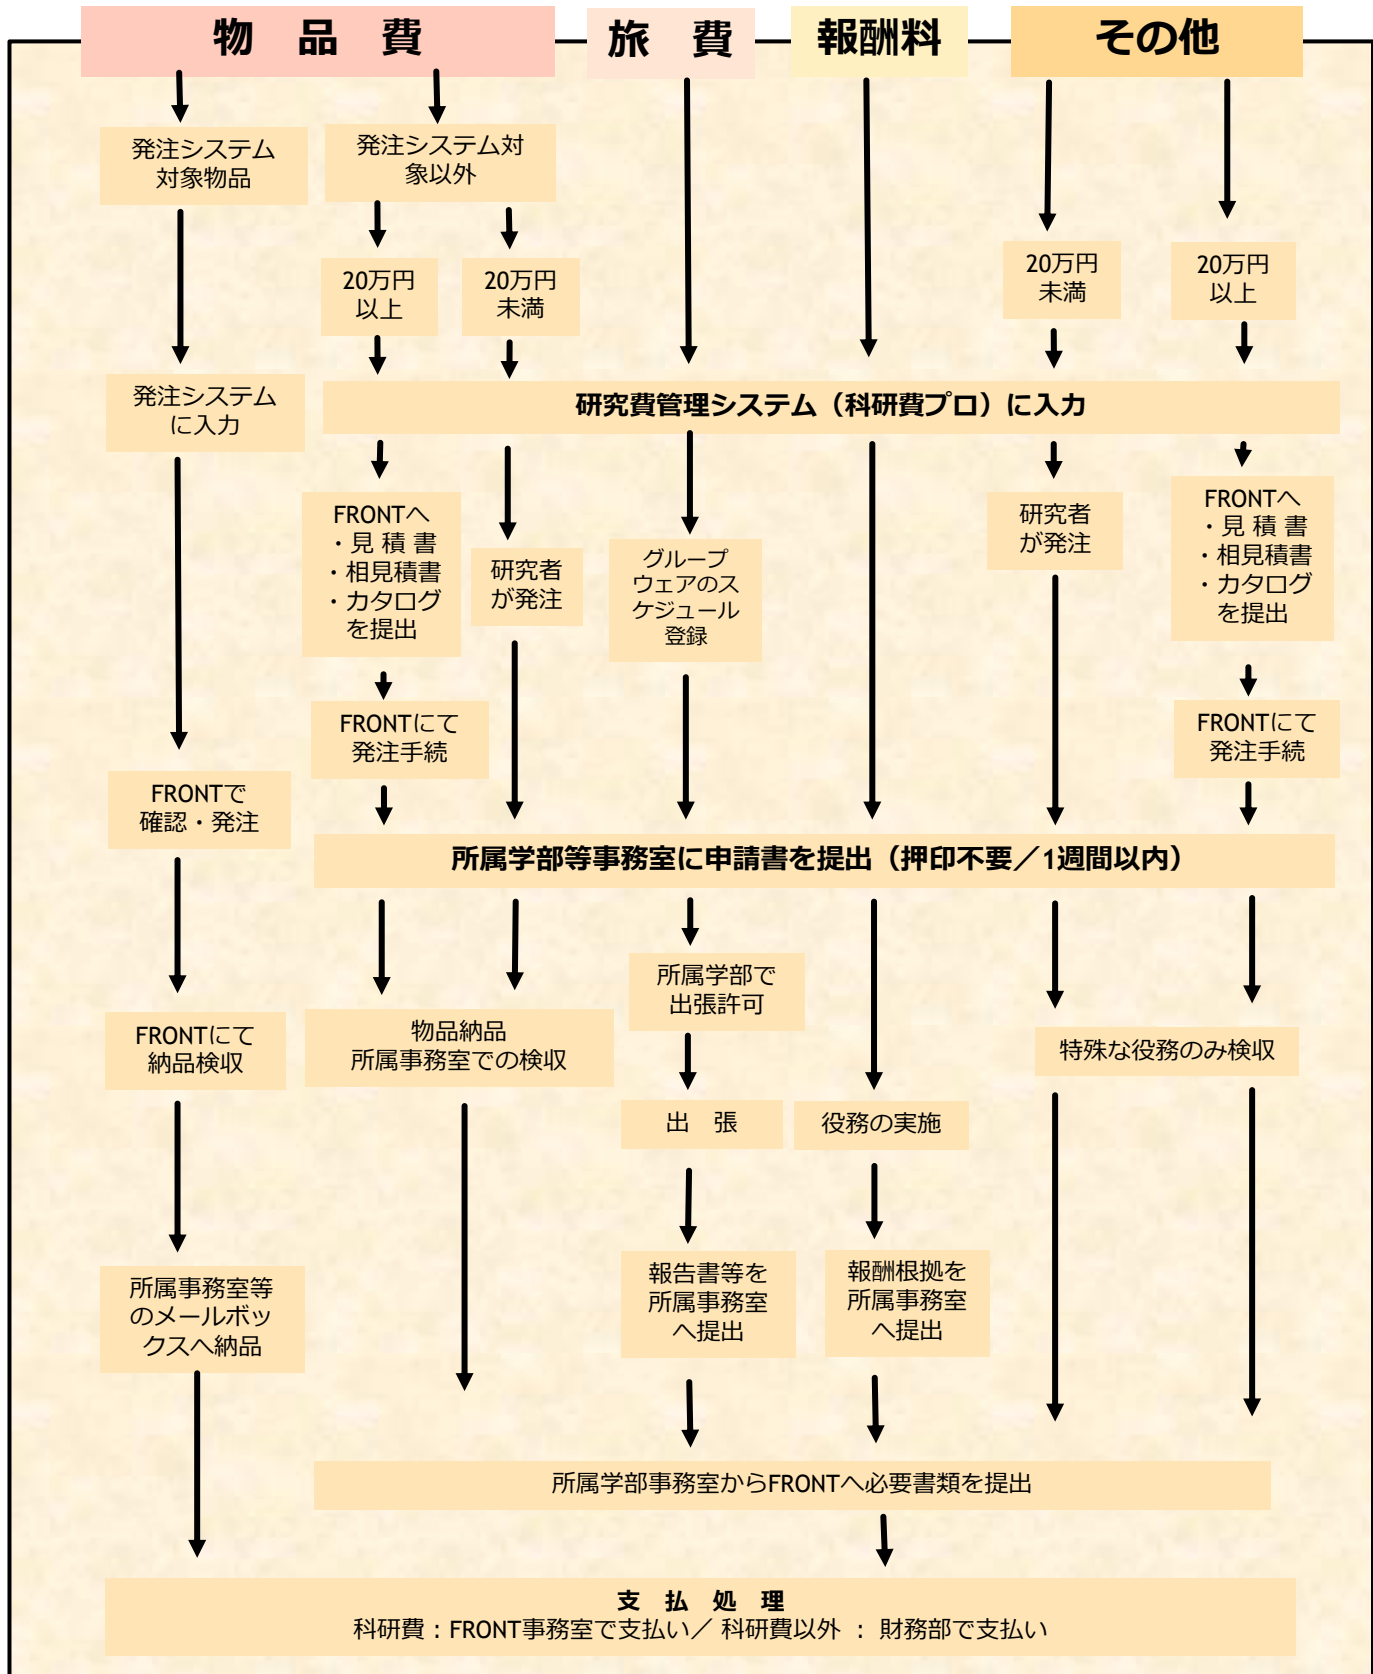 物　品　費
旅　費
報酬料
その他
発注システム
対象物品
発注システム対
象以外
20万円
以上
20万円
未満
20万円
未満
20万円
以上
発注システム
に入力
研究費管理システム（科研費プロ）に入力
FRONTへ
・見 積 書
・相見積書
・カタログ
を提出
研究者
が発注
グループ
ウェアのス
ケジュール
登録
研究者
が発注
FRONTへ
・見 積 書
・相見積書
・カタログ
を提出
FRONTにて
発注手続
FRONTにて
発注手続
FRONTで
確認・発注
所属学部等事務室に申請書を提出（押印不要／1週間以内）
所属学部で
出張許可
FRONTにて
納品検収
物品納品
所属事務室での検収
特殊な役務のみ検収
出　張
役務の実施
所属事務室等
のメールボッ
クスへ納品
報告書等を
所属事務室
へ提出
報酬根拠を
所属事務室
へ提出
所属学部事務室からFRONTへ必要書類を提出
支　払　処　理
科研費：FRONT事務室で支払い／ 科研費以外 ： 財務部で支払い